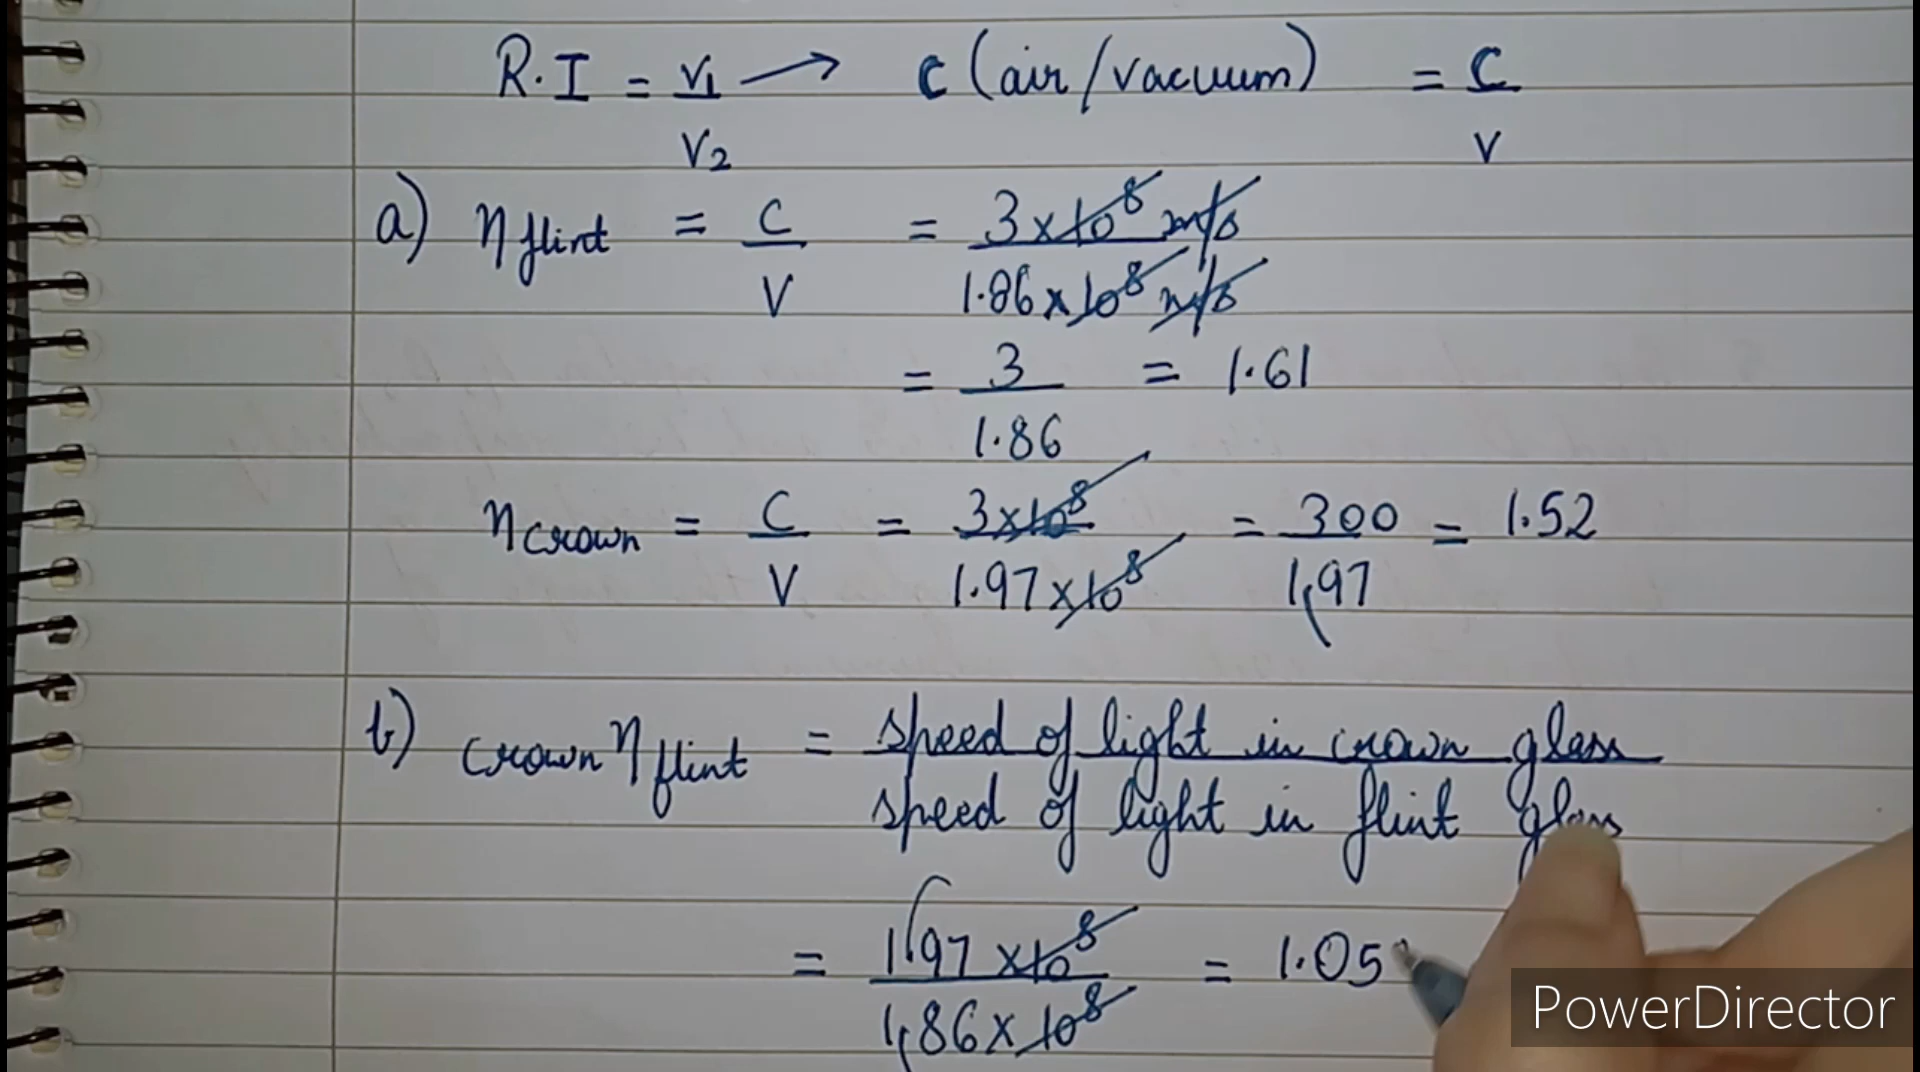 R.I = v₁/v₂ → c (air/vacuum) = c/v
a) η flint = c/v = 3×10⁸ m/s / 1.86×10⁸ m/s
= 3/1.86 = 1.61
η crown = c/v = 3×10⁸ / 1.97×10⁸ = 300/1,97 = 1.52
b) crown η flint = speed of light in crown glass / speed of light in flint glass
= 1,97×10⁸ / 1,86×10⁸ = 1.05
PowerDirector